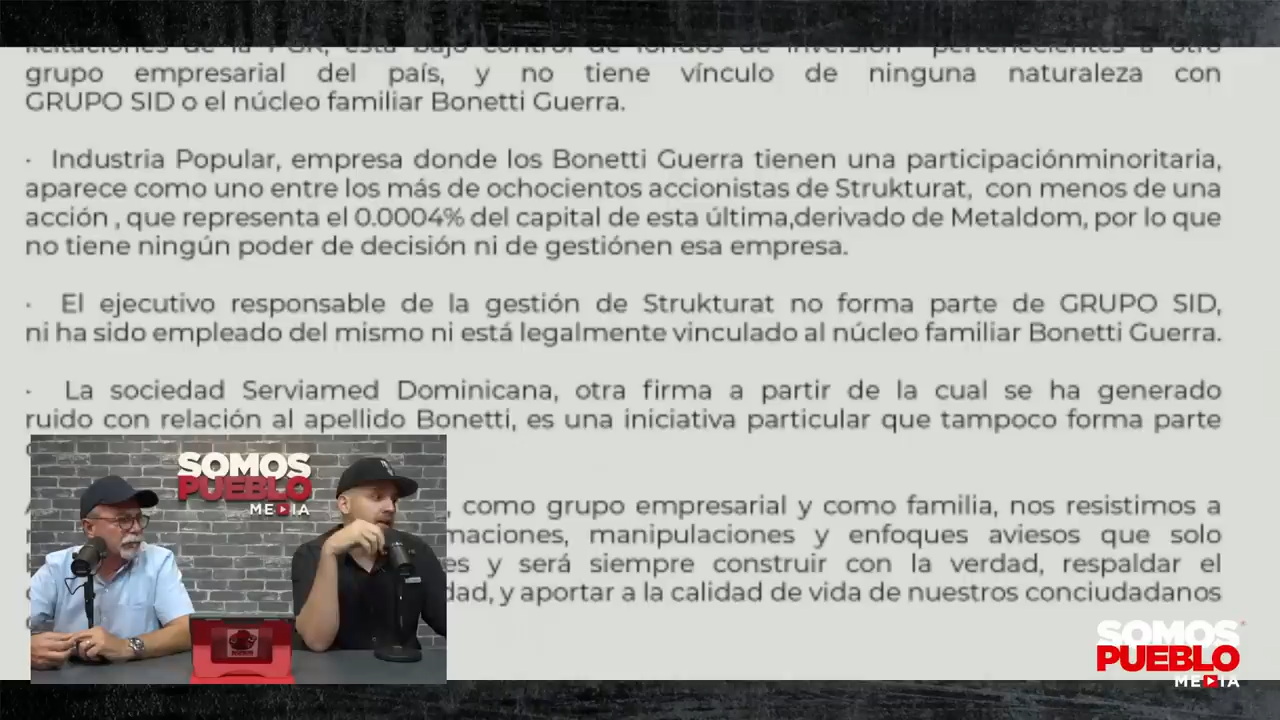 grupo empresarial del país, y no tiene vínculo de ninguna naturaleza con
GRUPO SID o el núcleo familiar Bonetti Guerra.
· Industria Popular, empresa donde los Bonetti Guerra tienen una participaciónminoritaria,
aparece como uno entre los más de ochocientos accionistas de Strukturat, con menos de una
acción , que representa el 0.0004% del capital de esta última,derivado de Metaldom, por lo que
no tiene ningún poder de decisión ni de gestiónen esa empresa.
· El ejecutivo responsable de la gestión de Strukturat no forma parte de GRUPO SID,
ni ha sido empleado del mismo ni está legalmente vinculado al núcleo familiar Bonetti Guerra.
· La sociedad Serviamed Dominicana, otra firma a partir de la cual se ha generado
ruido con relación al apellido Bonetti, es una iniciativa particular que tampoco forma parte
, como grupo empresarial y como familia, nos resistimos a
maciones, manipulaciones y enfoques aviesos que solo
es y será siempre construir con la verdad, respaldar el
dad, y aportar a la calidad de vida de nuestros conciudadanos
SOMOS
PUEBLO
MEDIA
SOMOS
PUEBLO
MEDIA